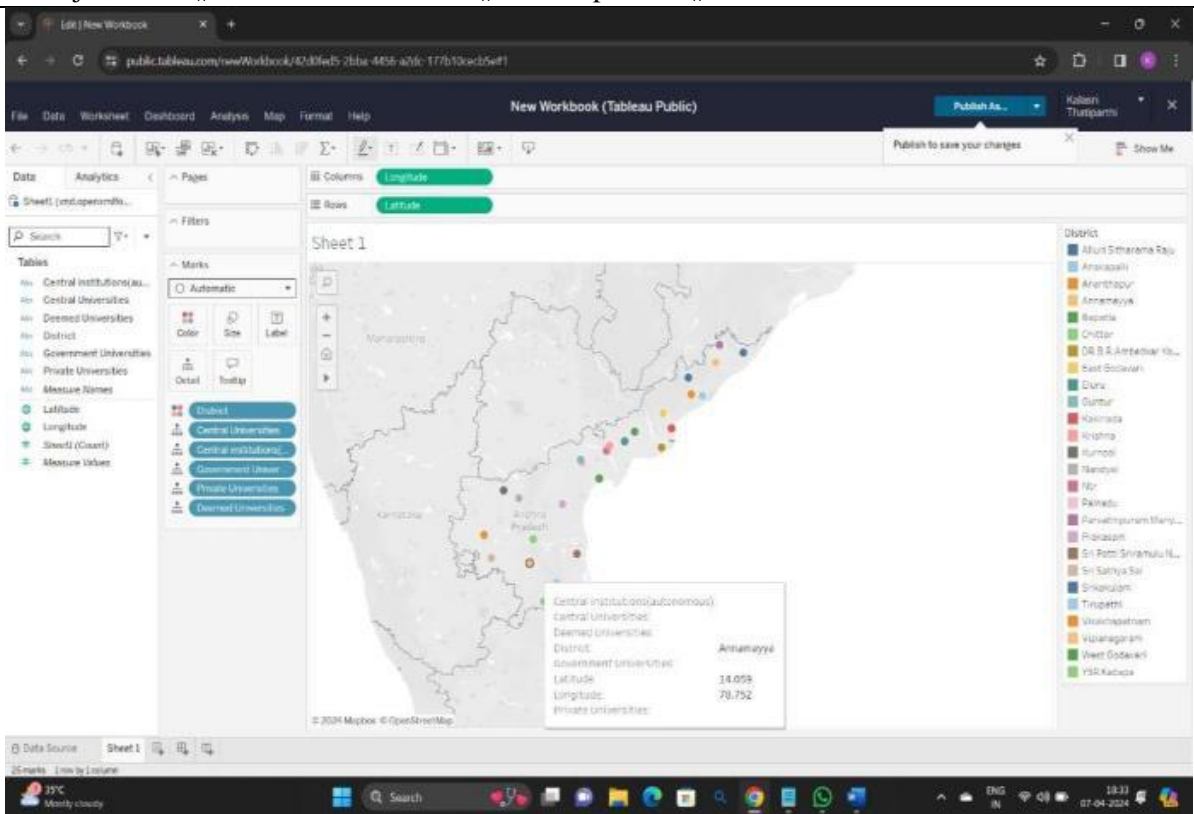 Edit | New Workbook
public.tableau.com/newWorkbook/
New Workbook (Tableau Public)
Publish As...
Kalasri
Thatiparthi
File Data Worksheet Dashboard Analysis Map Format Help
Publish to save your changes
Show Me
Data Analytics
Pages
Columns Longitude
Rows Latitude
Filters
Search
Sheet 1
Tables
Central institutions(au...
Central Universities
Deemed Universities
District
Government Universities
Private Universities
Measure Names
Latitude
Longitude
Sheet1 (Count)
Measure Values
Marks
Automatic
Color Size Label
Detail Tooltip
District
Central Universities
Central institutions(...
Government Univer...
Private Universities
Deemed Universities
Maharashtra
Karnataka
Andhra
Pradesh
Central institutions(autonomous):
Central Universities:
Deemed Universities:
District: Annamayya
Government Universities:
Latitude: 14.059
Longitude: 78.752
Private Universities:
© 2024 Mapbox © OpenStreetMap
District
Alluri Sitharama Raju
Anakapalli
Ananthapur
Annamayya
Bapatla
Chittor
DR.B.R.Ambedkar Ko...
East Godavari
Eluru
Guntur
Kakinada
Krishna
Kurnool
Nandyal
Ntr
Palnadu
Parvathipuram Many...
Prakasam
Sri Potti Sriramulu N...
Sri Sathya Sai
Srikakulam
Tirupathi
Visakhapatnam
Vizianagaram
West Godavari
YSR Kadapa
Data Source Sheet 1
1 row by 1 column
35°C
Mostly cloudy
Search
ENG
IN
18:33
07-04-2024